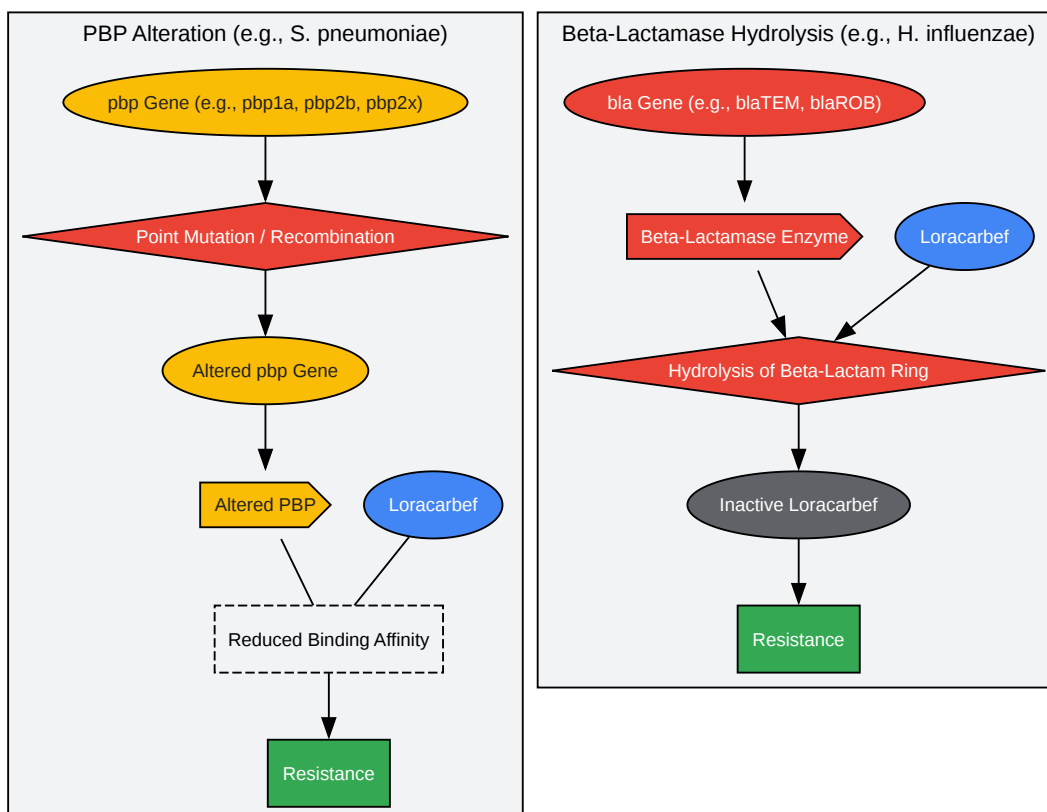 PBP Alteration (e.g., S. pneumoniae)
pbp Gene (e.g., pbp1a, pbp2b, pbp2x)
Point Mutation / Recombination
Altered pbp Gene
Altered PBP
Loracarbef
Reduced Binding Affinity
Resistance
Beta-Lactamase Hydrolysis (e.g., H. influenzae)
bla Gene (e.g., blaTEM, blaROB)
Beta-Lactamase Enzyme
Loracarbef
Hydrolysis of Beta-Lactam Ring
Inactive Loracarbef
Resistance